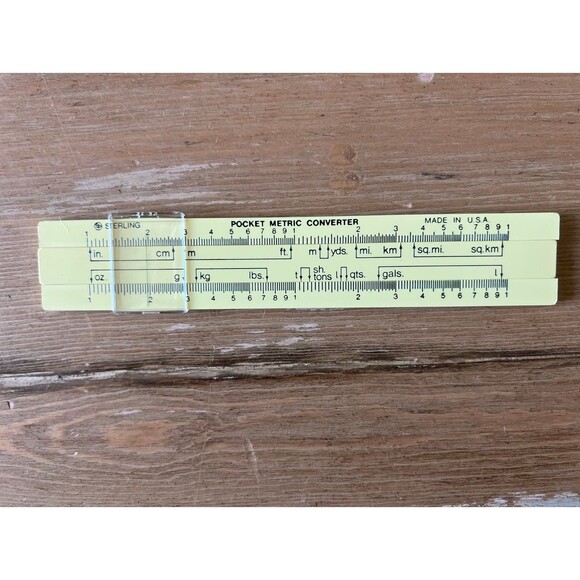 STERLING POCKET METRIC CONVERTER MADE IN U.S.A.
1 2 3 4 5 6 7 8 9 1 2 3 4 5 6 7 8 9 1
in. cm m ft. m yds. mi. km sq.mi. sq.km
oz. g kg lbs. sh. tons t qts. gals. l
1 2 3 4 5 6 7 8 9 1 2 3 4 5 6 7 8 9 1